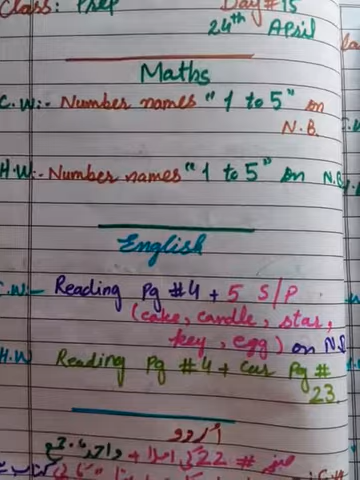 Class: Prep
Day #15
24th April
Maths
C.W:- Number names "1 to 5" on
N.B.
H.W:- Number names "1 to 5" on N.B
English
C.W:- Reading Pg #4 + 5 S/P
(cake, candle, star,
key, egg) on N.B
H.W Reading Pg #4 + Cur Pg #
23.
اردو